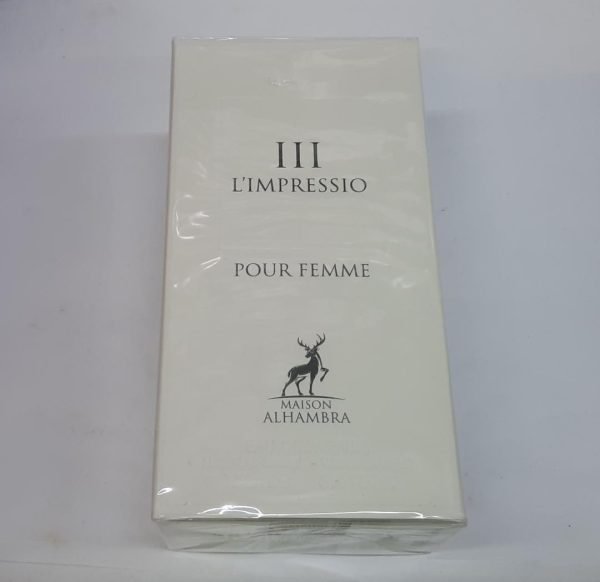 III
L'IMPRESSIO
POUR FEMME
MAISON
ALHAMBRA